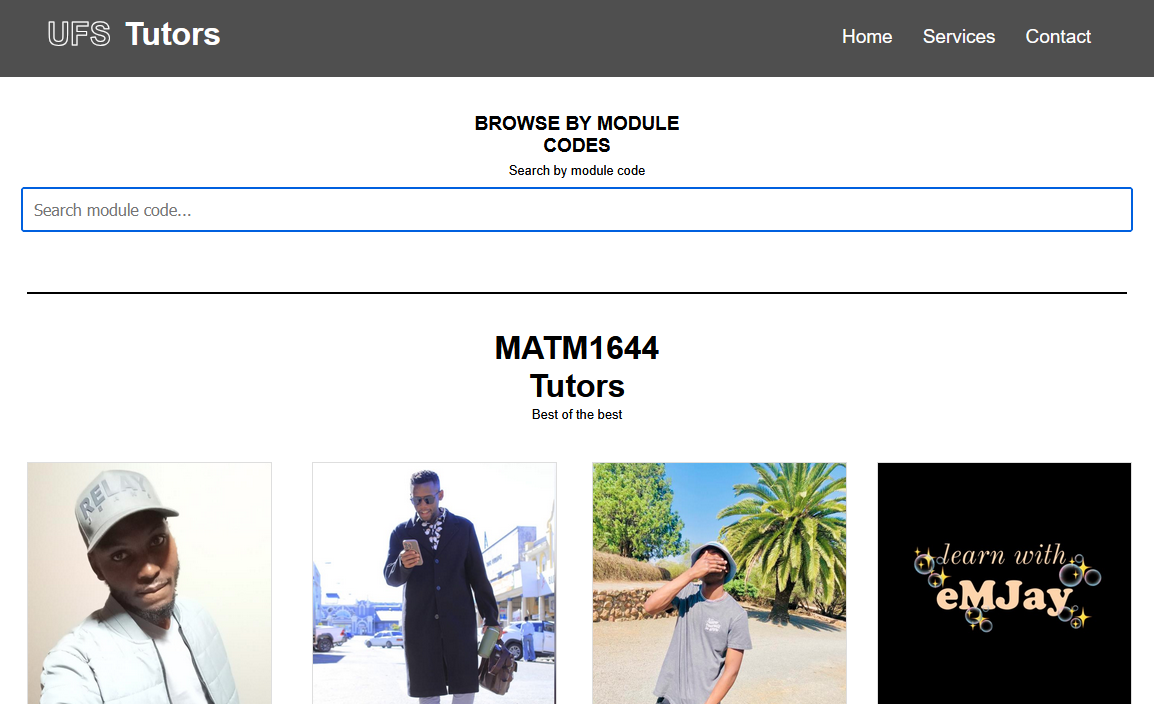 UFS Tutors
Home Services Contact
BROWSE BY MODULE
CODES
Search by module code
Search module code...
MATM1644
Tutors
Best of the best
RELAY
learn with
eMJay